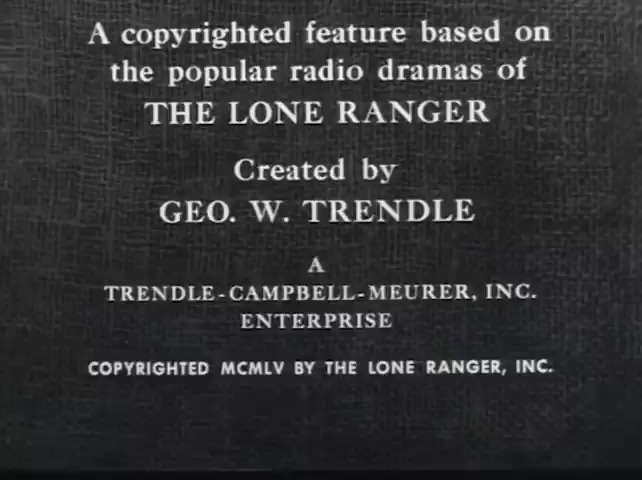 A copyrighted feature based on
the popular radio dramas of
THE LONE RANGER
Created by
GEO. W. TRENDLE
A
TRENDLE-CAMPBELL-MEURER, INC.
ENTERPRISE
COPYRIGHTED MCMLV BY THE LONE RANGER, INC.